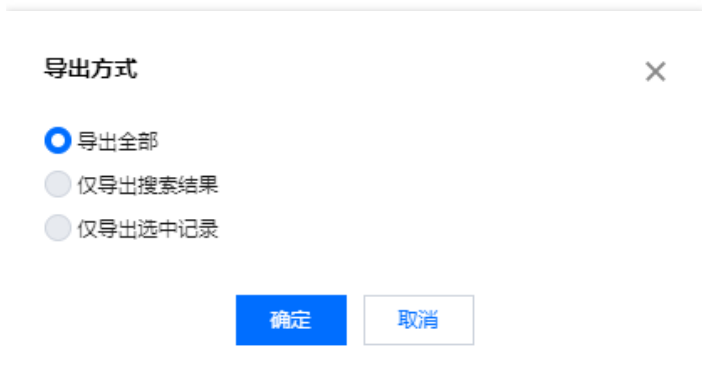 导出方式
导出全部
仅导出搜索结果
仅导出选中记录
确定 取消